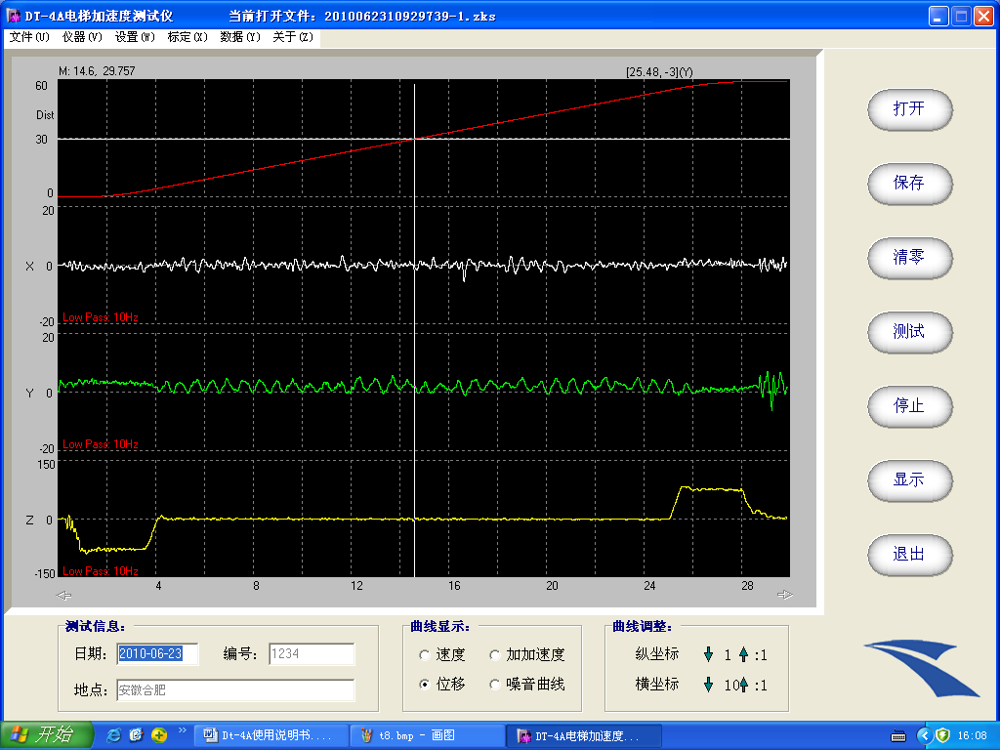 DT-4A电梯加速度测试仪 当前打开文件：2010062310929739-1.zks
文件(U) 仪器(V) 设置(W) 标定(X) 数据(Y) 关于(Z)
M: 14.6, 29.757 [25.48, -3](Y)
60
Dist
30
0
20
X 0
-20 Low Pass: 10Hz
20
Y 0
-20 Low Pass: 10Hz
150
Z 0
-150 Low Pass: 10Hz
4 8 12 16 20 24 28
打开
保存
清零
测试
停止
显示
退出
测试信息：
日期： 2010-06-23 编号： 1234
地点： 安徽合肥
曲线显示：
速度 加加速度
位移 噪音曲线
曲线调整：
纵坐标 1 :1
横坐标 10 :1
开始 Dt-4A使用说明书.... t8.bmp - 画图 DT-4A电梯加速度... 16:08